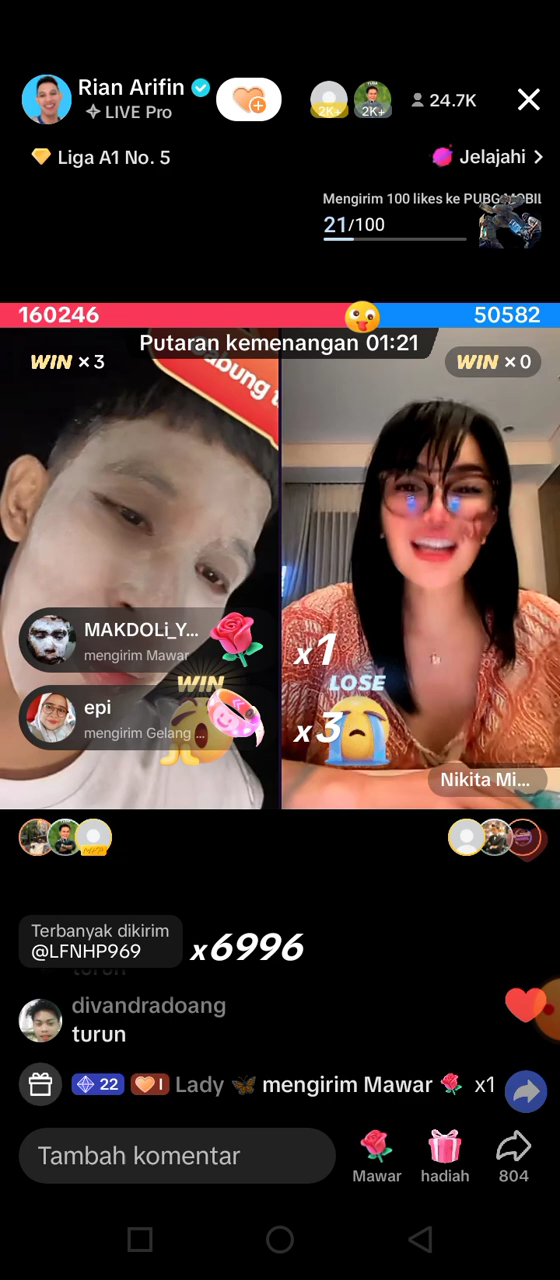 Rian Arifin
LIVE Pro
2K+
2K+
24.7K
Liga A1 No. 5
Jelajahi
Mengirim 100 likes ke PUBG MOBIL
21/100
160246
50582
Putaran kemenangan 01:21
WIN × 3
WIN × 0
abung
MAKDOLi_Y...
mengirim Mawar
WIN
epi
mengirim Gelang ...
x1
LOSE
x3
Nikita Mi...
Terbanyak dikirim
@LFNHP969
x6996
turun
divandradoang
turun
22
I
Lady 🦋 mengirim Mawar 🌹 x1
Tambah komentar
Mawar
hadiah
804